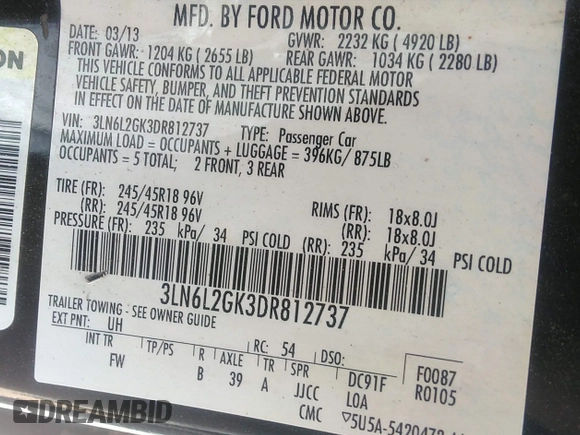 MFD. BY FORD MOTOR CO.
DATE: 03/13 GVWR: 2232 KG ( 4920 LB)
FRONT GAWR: 1204 KG ( 2655 LB) REAR GAWR: 1034 KG ( 2280 LB)
THIS VEHICLE CONFORMS TO ALL APPLICABLE FEDERAL MOTOR
VEHICLE SAFETY, BUMPER, AND THEFT PREVENTION STANDARDS
IN EFFECT ON THE DATE OF MANUFACTURE SHOWN ABOVE.
VIN: 3LN6L2GK3DR812737 TYPE: Passenger Car
MAXIMUM LOAD = OCCUPANTS + LUGGAGE = 396KG/ 875LB
OCCUPANTS: 5 TOTAL; 2 FRONT, 3 REAR
TIRE (FR): 245/45R18 96V RIMS (FR): 18x8.0J
(RR): 245/45R18 96V (RR): 18x8.0J
PRESSURE (FR): 235 kPa/ 34 PSI COLD (RR): 235 kPa/ 34 PSI COLD
3LN6L2GK3DR812737
TRAILER TOWING - SEE OWNER GUIDE
EXT PNT: UH RC: 54 DSO: F0087
INT TR TP/PS R AXLE TR SPR DC91F R0105
FW B 39 A JJCC LOA
CMC ▽5U5A-5420472
ON
DREAMBID